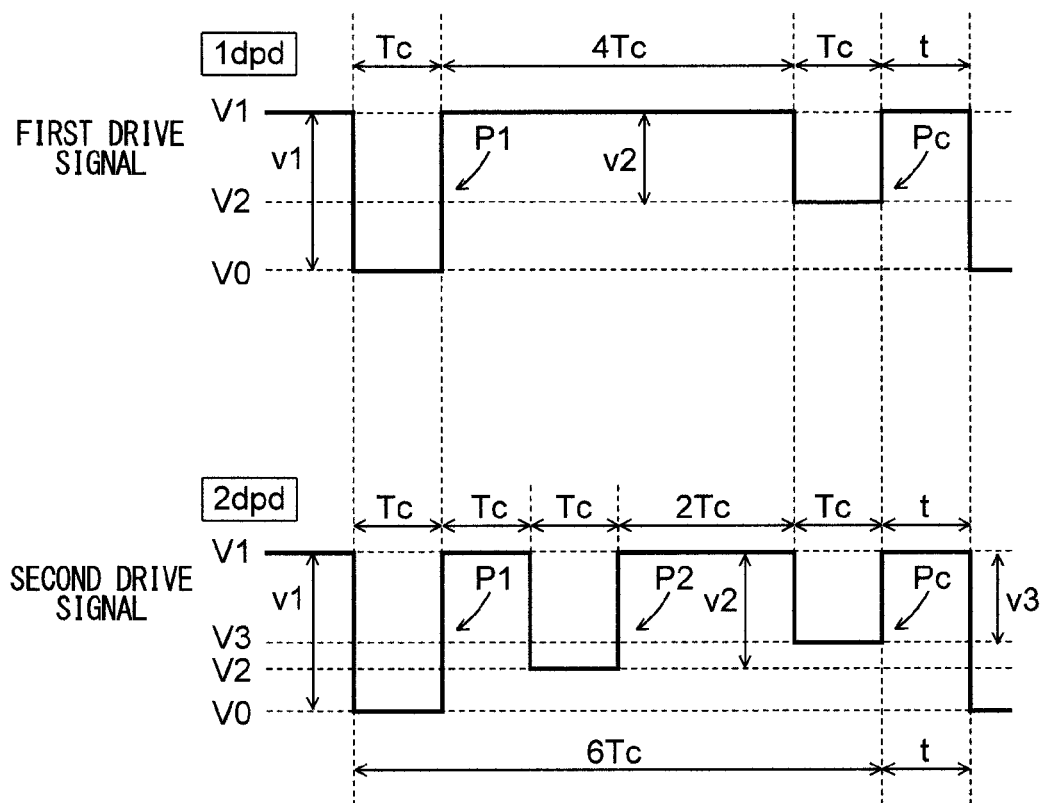 1dpd
Tc 4Tc Tc t
V1
FIRST DRIVE
SIGNAL
v1 P1 v2 Pc
V2
V0
2dpd
Tc Tc Tc 2Tc Tc t
V1
SECOND DRIVE
SIGNAL
v1 P1 P2 v2 Pc v3
V3
V2
V0
6Tc t